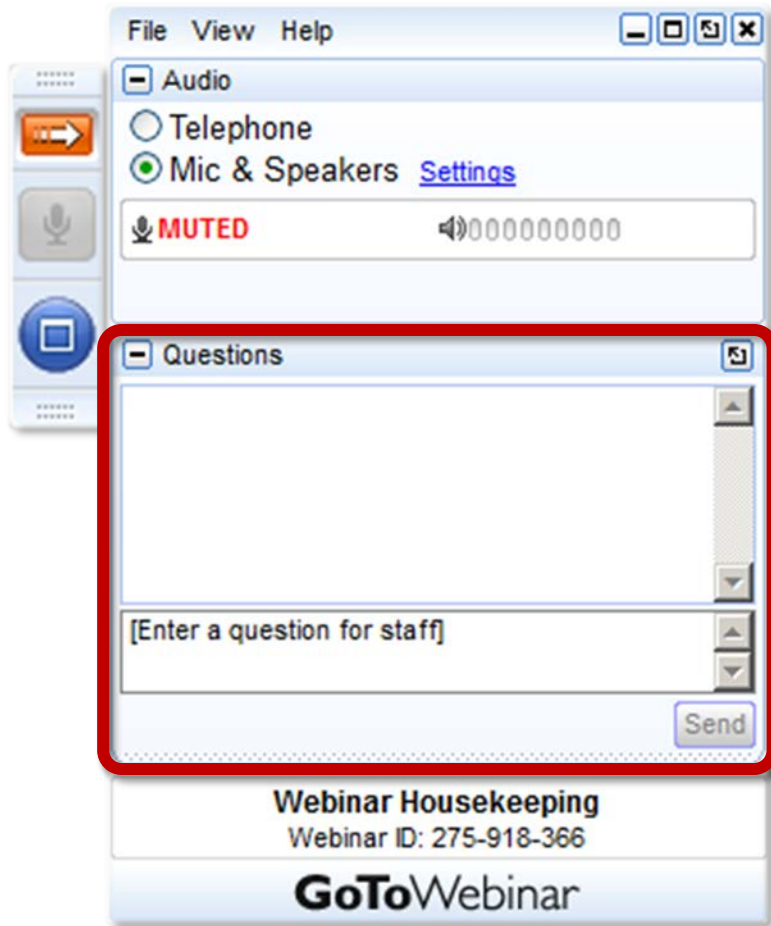 File View Help
Audio
Telephone
Mic & Speakers Settings
MUTED
Questions
[Enter a question for staff]
Send
Webinar Housekeeping
Webinar ID: 275-918-366
GoToWebinar